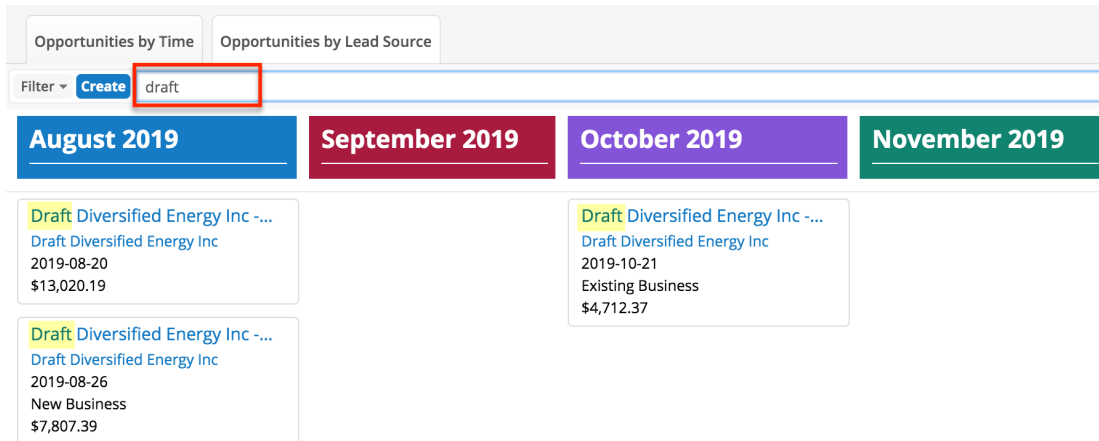 Opportunities by Time
Opportunities by Lead Source
Filter
Create
draft
August 2019
September 2019
October 2019
November 2019
Draft Diversified Energy Inc -...
Draft Diversified Energy Inc
2019-08-20
$13,020.19
Draft Diversified Energy Inc -...
Draft Diversified Energy Inc
2019-08-26
New Business
$7,807.39
Draft Diversified Energy Inc -...
Draft Diversified Energy Inc
2019-10-21
Existing Business
$4,712.37